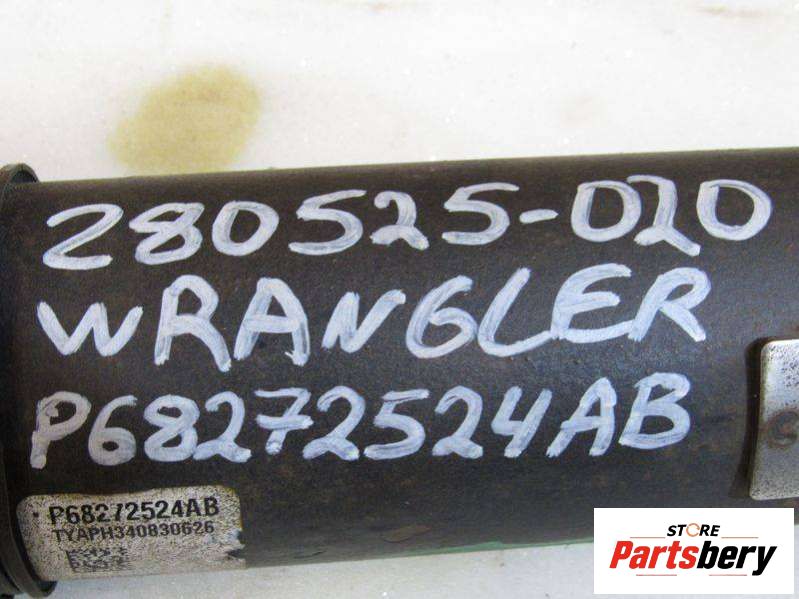 280525-020
WRANGLER
P68272524AB
P68272524AB
TYAPH340830626
STORE
Partsbery